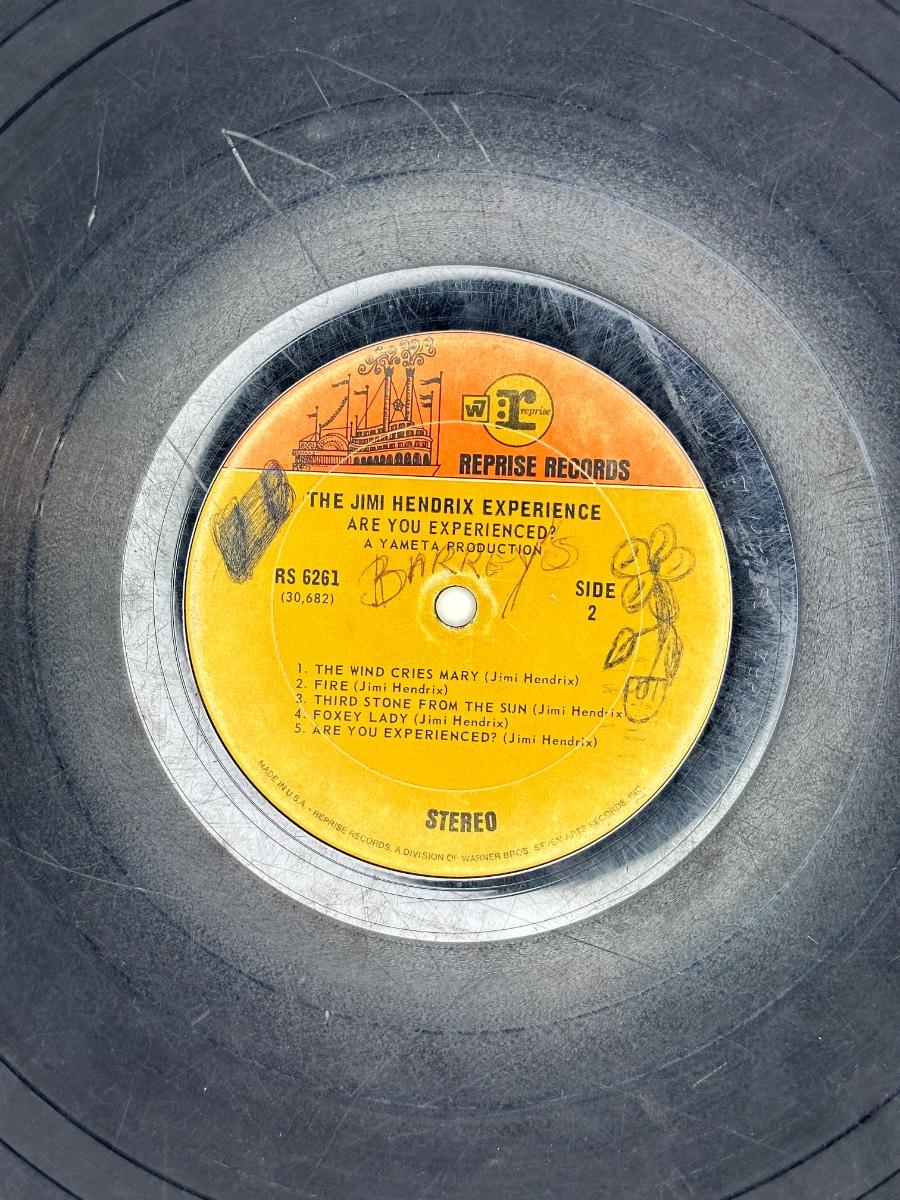 W r reprise
REPRISE RECORDS
THE JIMI HENDRIX EXPERIENCE
ARE YOU EXPERIENCED?
A YAMETA PRODUCTION
BARREY'S
RS 6261
(30,682)
SIDE
2
1. THE WIND CRIES MARY (Jimi Hendrix)
2. FIRE (Jimi Hendrix)
3. THIRD STONE FROM THE SUN (Jimi Hendrix)
4. FOXEY LADY (Jimi Hendrix)
5. ARE YOU EXPERIENCED? (Jimi Hendrix)
STEREO
MADE IN U.S.A. • REPRISE RECORDS, A DIVISION OF WARNER BROS. SEVEN ARTS RECORDS, INC.